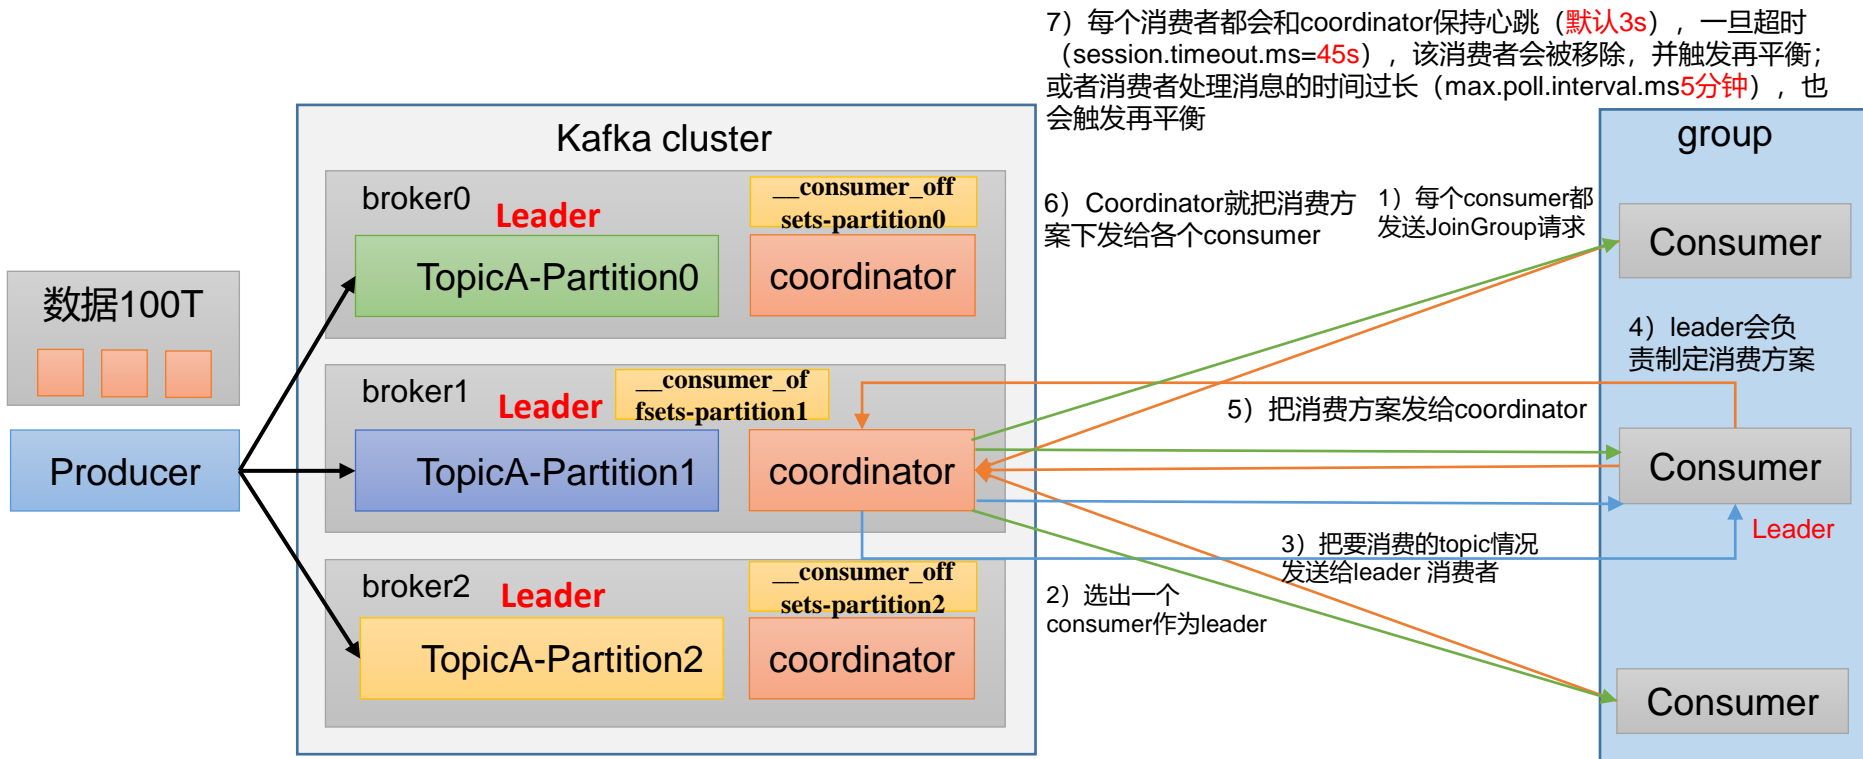 7）每个消费者都会和coordinator保持心跳（默认3s），一旦超时
（session.timeout.ms=45s），该消费者会被移除，并触发再平衡；
或者消费者处理消息的时间过长（max.poll.interval.ms5分钟），也
会触发再平衡
Kafka cluster
group
broker0
Leader
__consumer_off
sets-partition0
TopicA-Partition0
coordinator
6）Coordinator就把消费方
案下发给各个consumer
1）每个consumer都
发送JoinGroup请求
Consumer
数据100T
4）leader会负
责制定消费方案
broker1
Leader
__consumer_of
fsets-partition1
5）把消费方案发给coordinator
Producer
TopicA-Partition1
coordinator
Consumer
Leader
3）把要消费的topic情况
发送给leader 消费者
broker2
Leader
__consumer_off
sets-partition2
2）选出一个
consumer作为leader
TopicA-Partition2
coordinator
Consumer